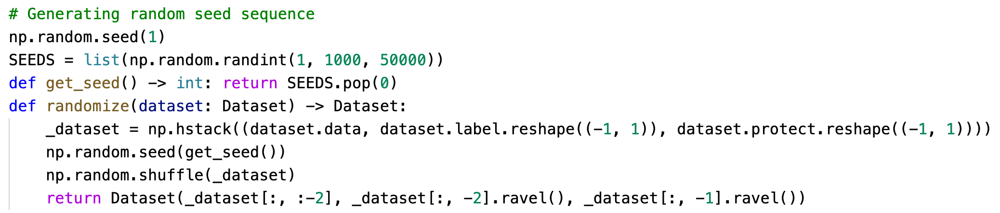 # Generating random seed sequence
np.random.seed(1)
SEEDS = list(np.random.randint(1, 1000, 50000))
def get_seed() -> int: return SEEDS.pop(0)
def randomize(dataset: Dataset) -> Dataset:
    _dataset = np.hstack((dataset.data, dataset.label.reshape((-1, 1)), dataset.protect.reshape((-1, 1))))
    np.random.seed(get_seed())
    np.random.shuffle(_dataset)
    return Dataset(_dataset[:, :-2], _dataset[:, -2].ravel(), _dataset[:, -1].ravel())